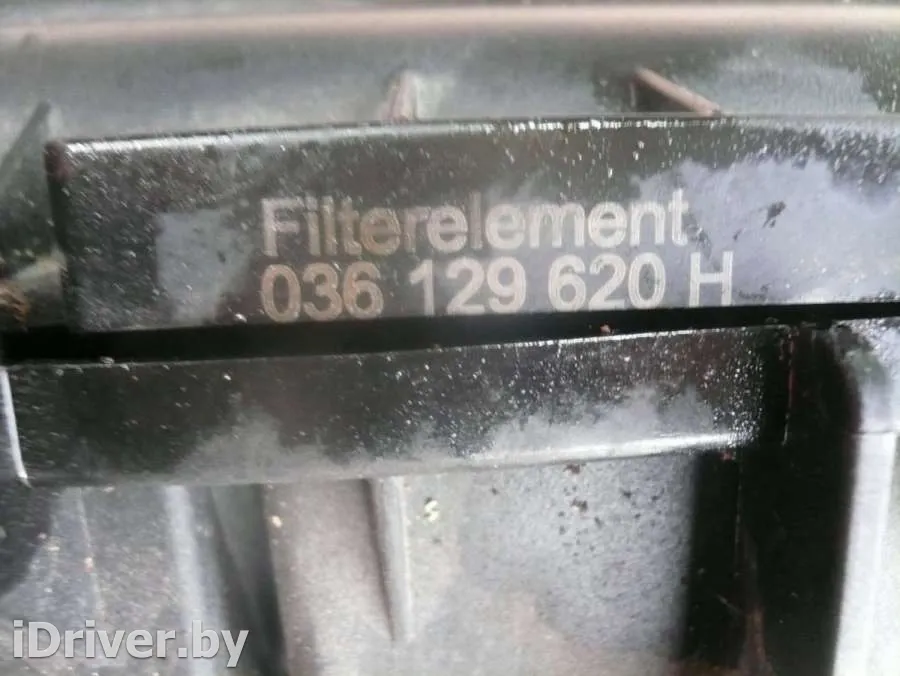 Filterelement
036 129 620 H
iDriver.by